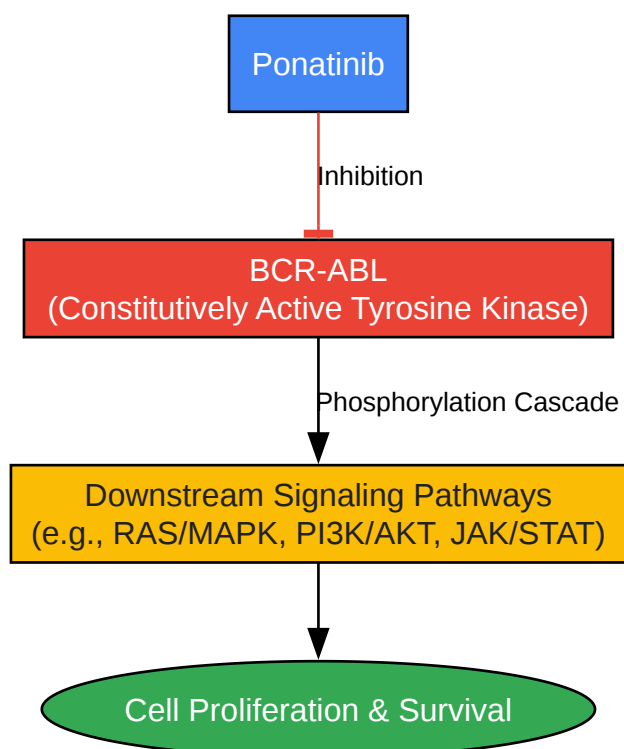 Ponatinib
Inhibition
BCR-ABL
(Constitutively Active Tyrosine Kinase)
Phosphorylation Cascade
Downstream Signaling Pathways
(e.g., RAS/MAPK, PI3K/AKT, JAK/STAT)
Cell Proliferation & Survival